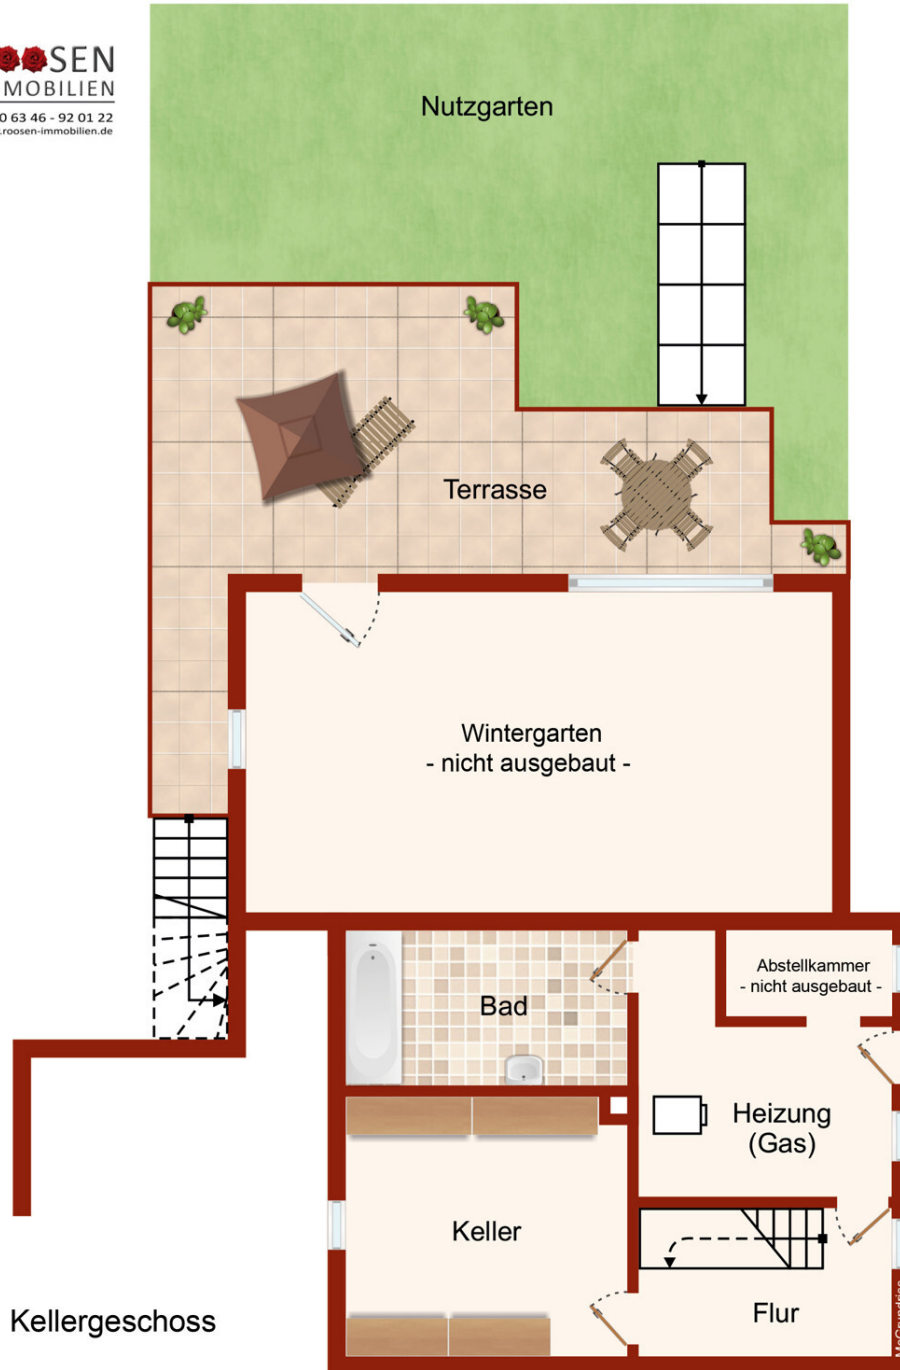 SEN
MOBILIEN
0 63 46 - 92 01 22
.roosen-immobilien.de
Nutzgarten
Terrasse
Wintergarten
- nicht ausgebaut -
Abstellkammer
- nicht ausgebaut -
Bad
Heizung
(Gas)
Keller
Flur
Kellergeschoss